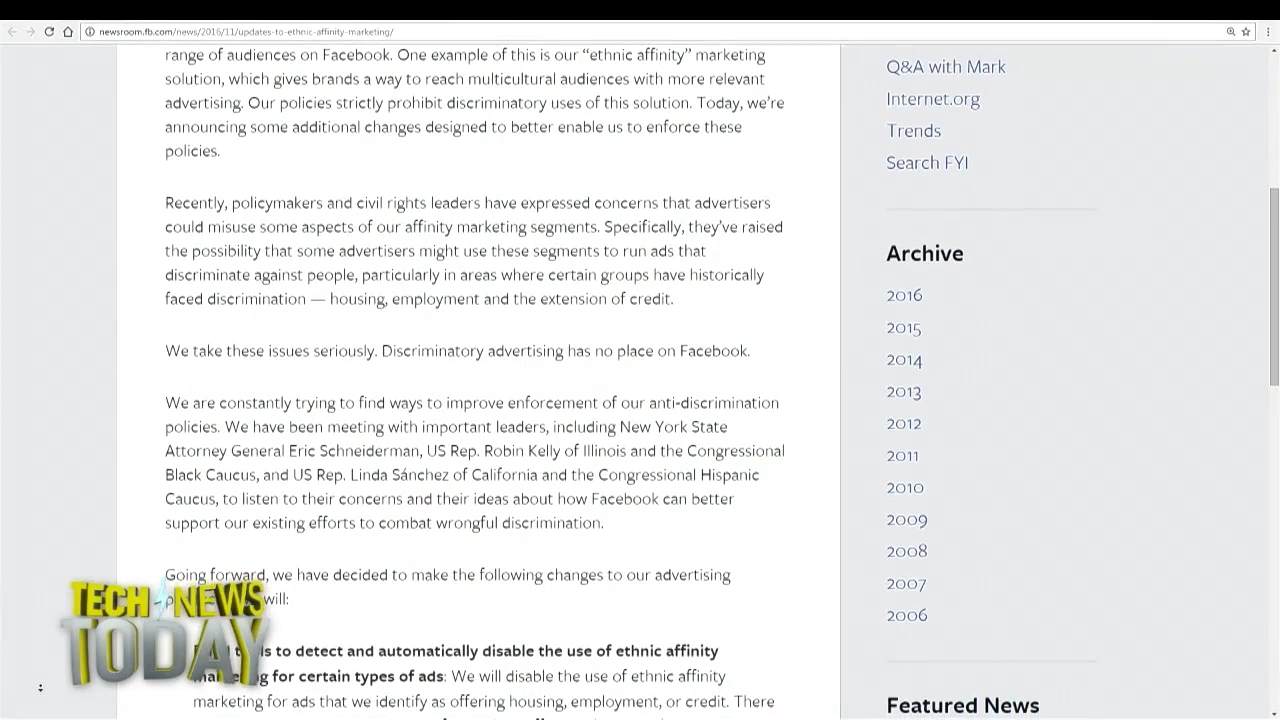 newsroom.fb.com/news/2016/11/updates-to-ethnic-affinity-marketing/
range of audiences on Facebook. One example of this is our “ethnic affinity” marketing
solution, which gives brands a way to reach multicultural audiences with more relevant
advertising. Our policies strictly prohibit discriminatory uses of this solution. Today, we’re
announcing some additional changes designed to better enable us to enforce these
policies.
Recently, policymakers and civil rights leaders have expressed concerns that advertisers
could misuse some aspects of our affinity marketing segments. Specifically, they’ve raised
the possibility that some advertisers might use these segments to run ads that
discriminate against people, particularly in areas where certain groups have historically
faced discrimination — housing, employment and the extension of credit.
We take these issues seriously. Discriminatory advertising has no place on Facebook.
We are constantly trying to find ways to improve enforcement of our anti-discrimination
policies. We have been meeting with important leaders, including New York State
Attorney General Eric Schneiderman, US Rep. Robin Kelly of Illinois and the Congressional
Black Caucus, and US Rep. Linda Sánchez of California and the Congressional Hispanic
Caucus, to listen to their concerns and their ideas about how Facebook can better
support our existing efforts to combat wrongful discrimination.
Going forward, we have decided to make the following changes to our advertising
will:
to detect and automatically disable the use of ethnic affinity
for certain types of ads: We will disable the use of ethnic affinity
marketing for ads that we identify as offering housing, employment, or credit. There
Q&A with Mark
Internet.org
Trends
Search FYI
Archive
2016
2015
2014
2013
2012
2011
2010
2009
2008
2007
2006
Featured News
TECH NEWS
TODAY